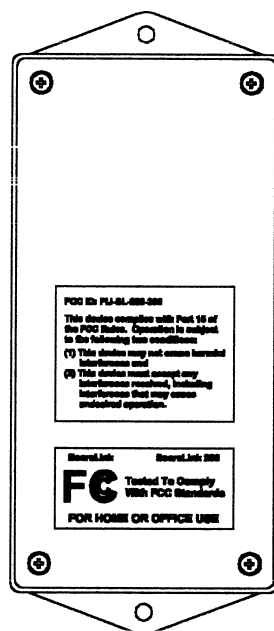 This device complies with Part 15 of
the FCC Rules. Operation is subject
to the following two conditions:
(1) This device may not cause harmful
interference and
(2) This device must accept any
interference received, including
interference that may cause
undesired operation.
FC Tested To Comply
With FCC Standards
FOR HOME OR OFFICE USE